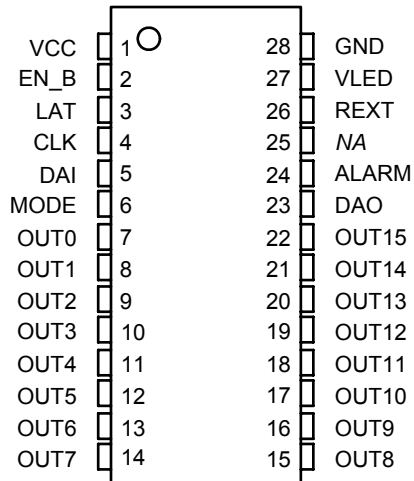 VCC 1 28 GND
EN_B 2 27 VLED
LAT 3 26 REXT
CLK 4 25 NA
DAI 5 24 ALARM
MODE 6 23 DAO
OUT0 7 22 OUT15
OUT1 8 21 OUT14
OUT2 9 20 OUT13
OUT3 10 19 OUT12
OUT4 11 18 OUT11
OUT5 12 17 OUT10
OUT6 13 16 OUT9
OUT7 14 15 OUT8